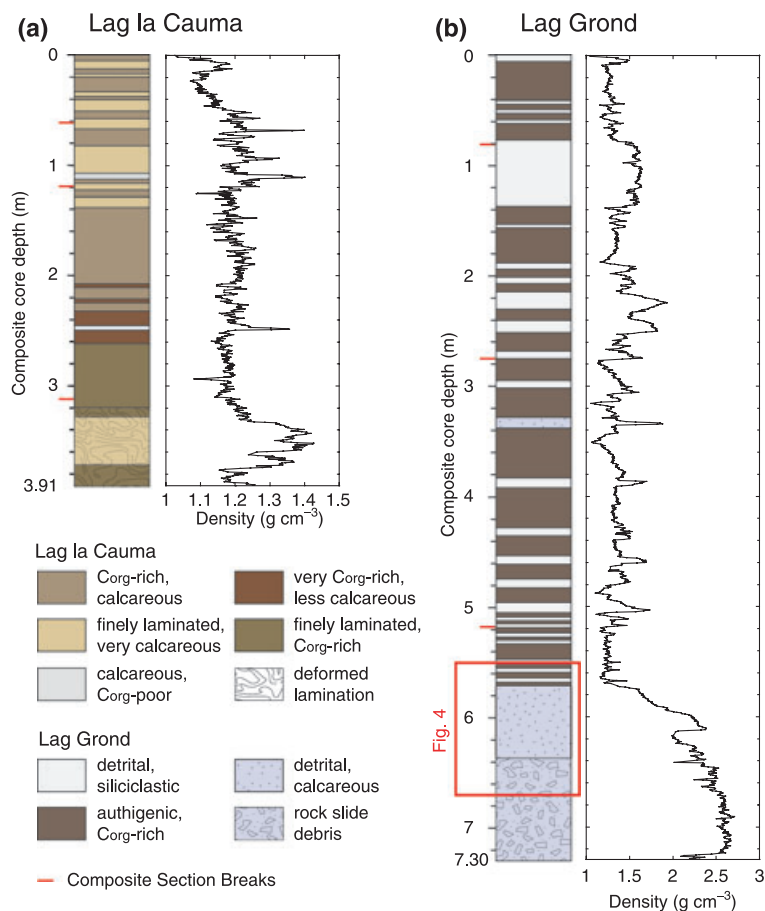 (a) Lag la Cauma
0
1
2
3
3.91
Composite core depth (m)
1 1.1 1.2 1.3 1.4 1.5
Density (g cm⁻³)
Lag la Cauma
Corg-rich,
calcareous
very Corg-rich,
less calcareous
finely laminated,
very calcareous
finely laminated,
Corg-rich
calcareous,
Corg-poor
deformed
lamination
Lag Grond
detrital,
siliciclastic
detrital,
calcareous
authigenic,
Corg-rich
rock slide
debris
Composite Section Breaks
(b) Lag Grond
0
1
2
3
4
5
6
7
7.30
Composite core depth (m)
Fig. 4
1 1.5 2 2.5 3
Density (g cm⁻³)